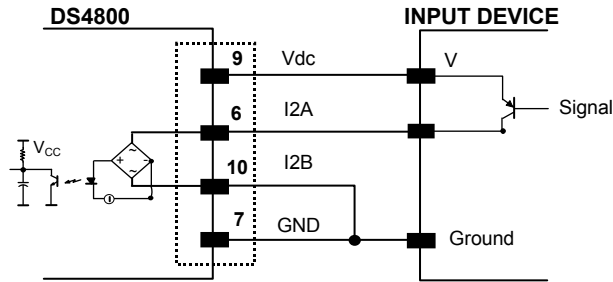 DS4800
INPUT DEVICE
9
Vdc
V
6
I2A
Signal
VCC
10
I2B
7
GND
Ground
+
-
~
~